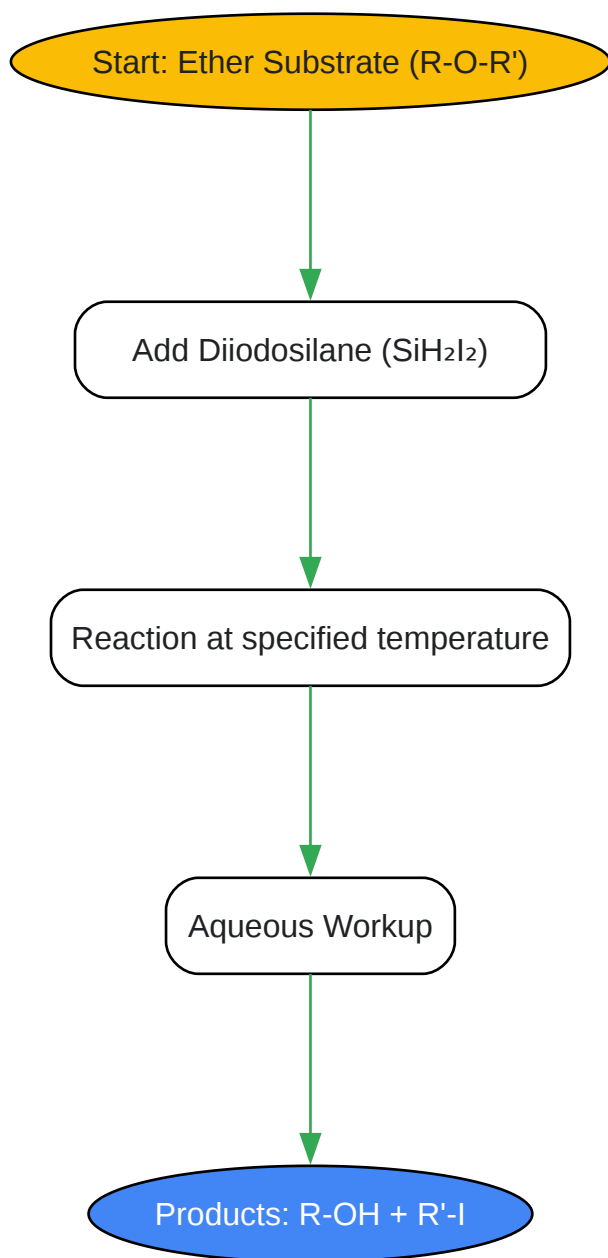 Start: Ether Substrate (R-O-R')
Add Diiodosilane (SiH₂I₂)
Reaction at specified temperature
Aqueous Workup
Products: R-OH + R'-I